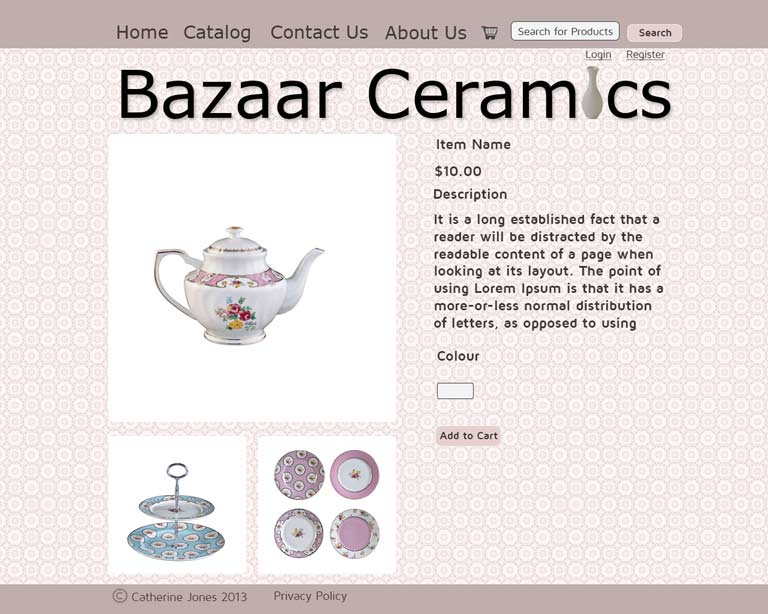 Home Catalog Contact Us About Us Search for Products Search
Login Register
Bazaar Ceramics
Item Name
$10.00
Description
It is a long established fact that a
reader will be distracted by the
readable content of a page when
looking at its layout. The point of
using Lorem Ipsum is that it has a
more-or-less normal distribution
of letters, as opposed to using
Colour
Add to Cart
© Catherine Jones 2013 Privacy Policy